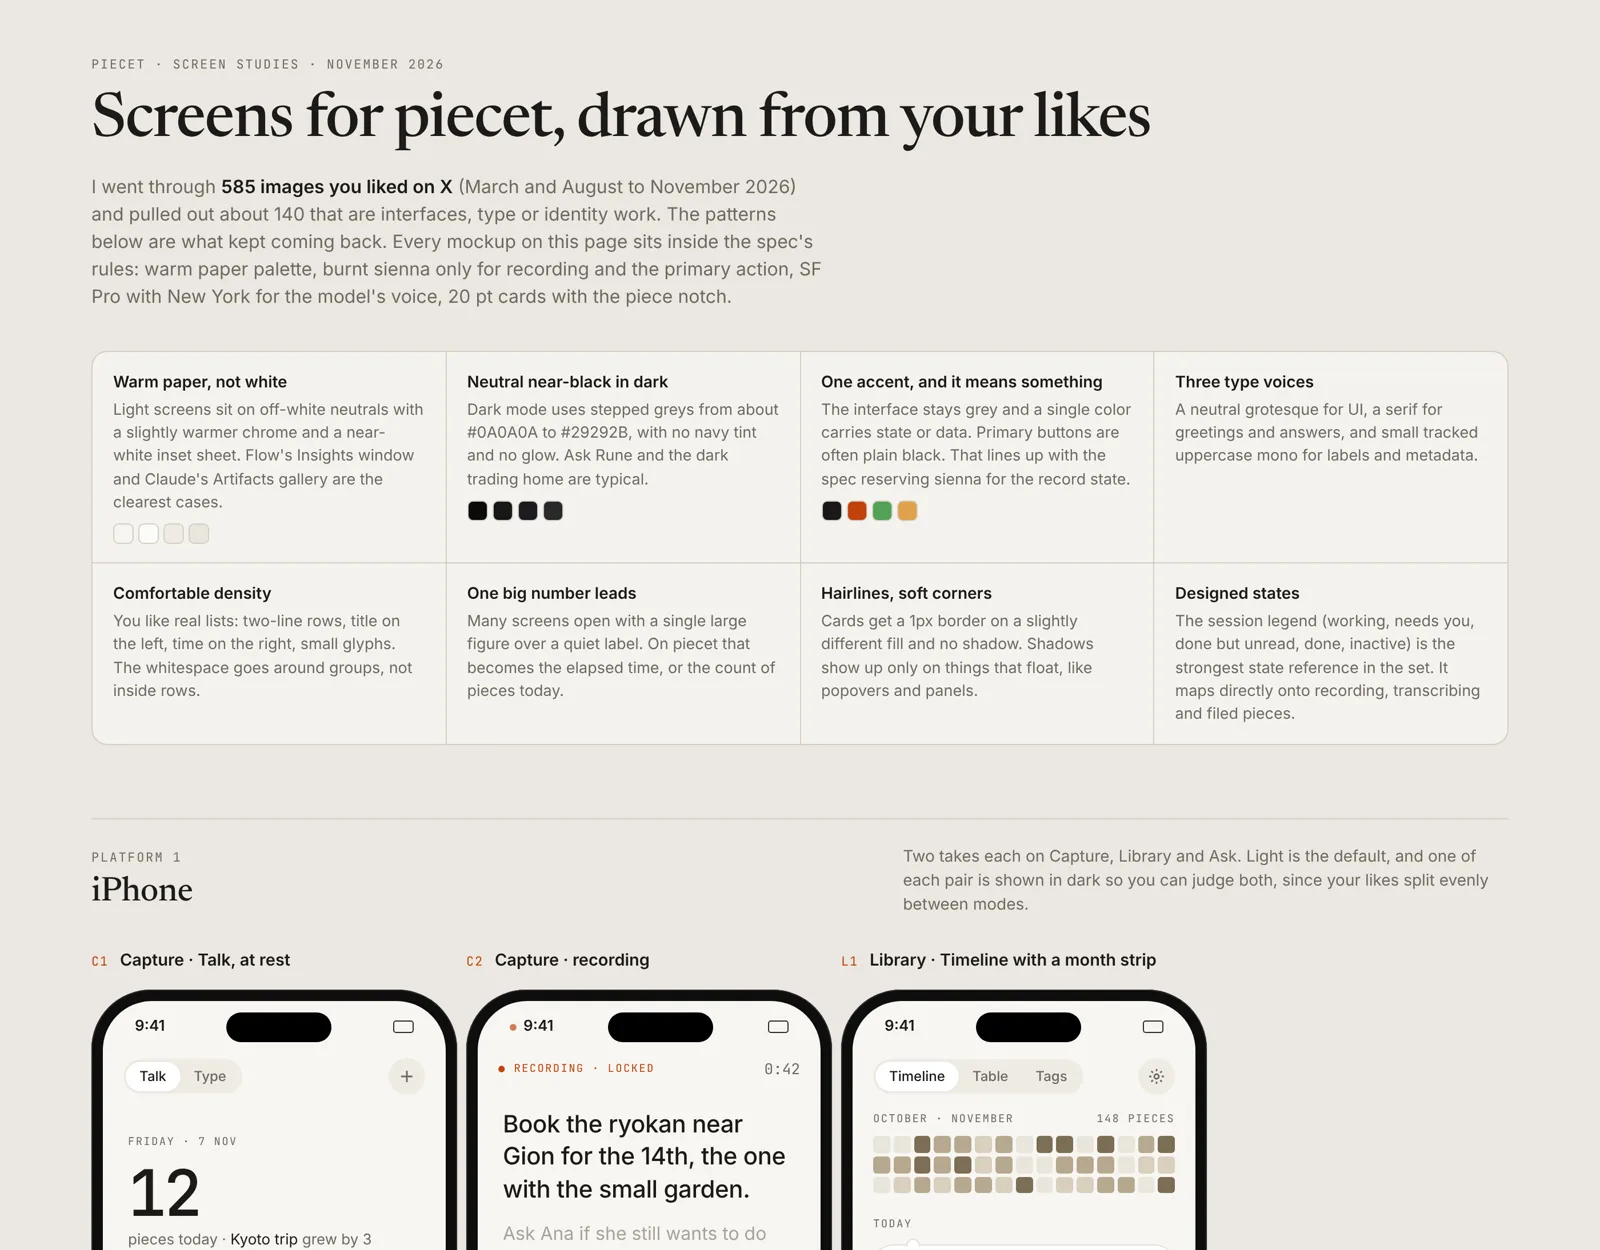 PIECET · SCREEN STUDIES · NOVEMBER 2026
Screens for piecet, drawn from your likes
I went through 585 images you liked on X (March and August to November 2026)
and pulled out about 140 that are interfaces, type or identity work. The patterns
below are what kept coming back. Every mockup on this page sits inside the spec's
rules: warm paper palette, burnt sienna only for recording and the primary action, SF
Pro with New York for the model's voice, 20 pt cards with the piece notch.
Warm paper, not white
Light screens sit on off-white neutrals with
a slightly warmer chrome and a near-
white inset sheet. Flow's Insights window
and Claude's Artifacts gallery are the
clearest cases.
Neutral near-black in dark
Dark mode uses stepped greys from about
#0A0A0A to #29292B, with no navy tint
and no glow. Ask Rune and the dark
trading home are typical.
One accent, and it means something
The interface stays grey and a single color
carries state or data. Primary buttons are
often plain black. That lines up with the
spec reserving sienna for the record state.
Three type voices
A neutral grotesque for UI, a serif for
greetings and answers, and small tracked
uppercase mono for labels and metadata.
Comfortable density
You like real lists: two-line rows, title on
the left, time on the right, small glyphs.
The whitespace goes around groups, not
inside rows.
One big number leads
Many screens open with a single large
figure over a quiet label. On piecet that
becomes the elapsed time, or the count of
pieces today.
Hairlines, soft corners
Cards get a 1px border on a slightly
different fill and no shadow. Shadows
show up only on things that float, like
popovers and panels.
Designed states
The session legend (working, needs you,
done but unread, done, inactive) is the
strongest state reference in the set. It
maps directly onto recording, transcribing
and filed pieces.
PLATFORM 1
iPhone
Two takes each on Capture, Library and Ask. Light is the default, and one of
each pair is shown in dark so you can judge both, since your likes split evenly
between modes.
C1 Capture · Talk, at rest
9:41
Talk Type +
FRIDAY · 7 NOV
12
pieces today · Kyoto trip grew by 3
C2 Capture · recording
9:41
RECORDING · LOCKED 0:42
Book the ryokan near
Gion for the 14th, the one
with the small garden.
Ask Ana if she still wants to do
L1 Library · Timeline with a month strip
9:41
Timeline Table Tags
OCTOBER · NOVEMBER 148 PIECES
TODAY